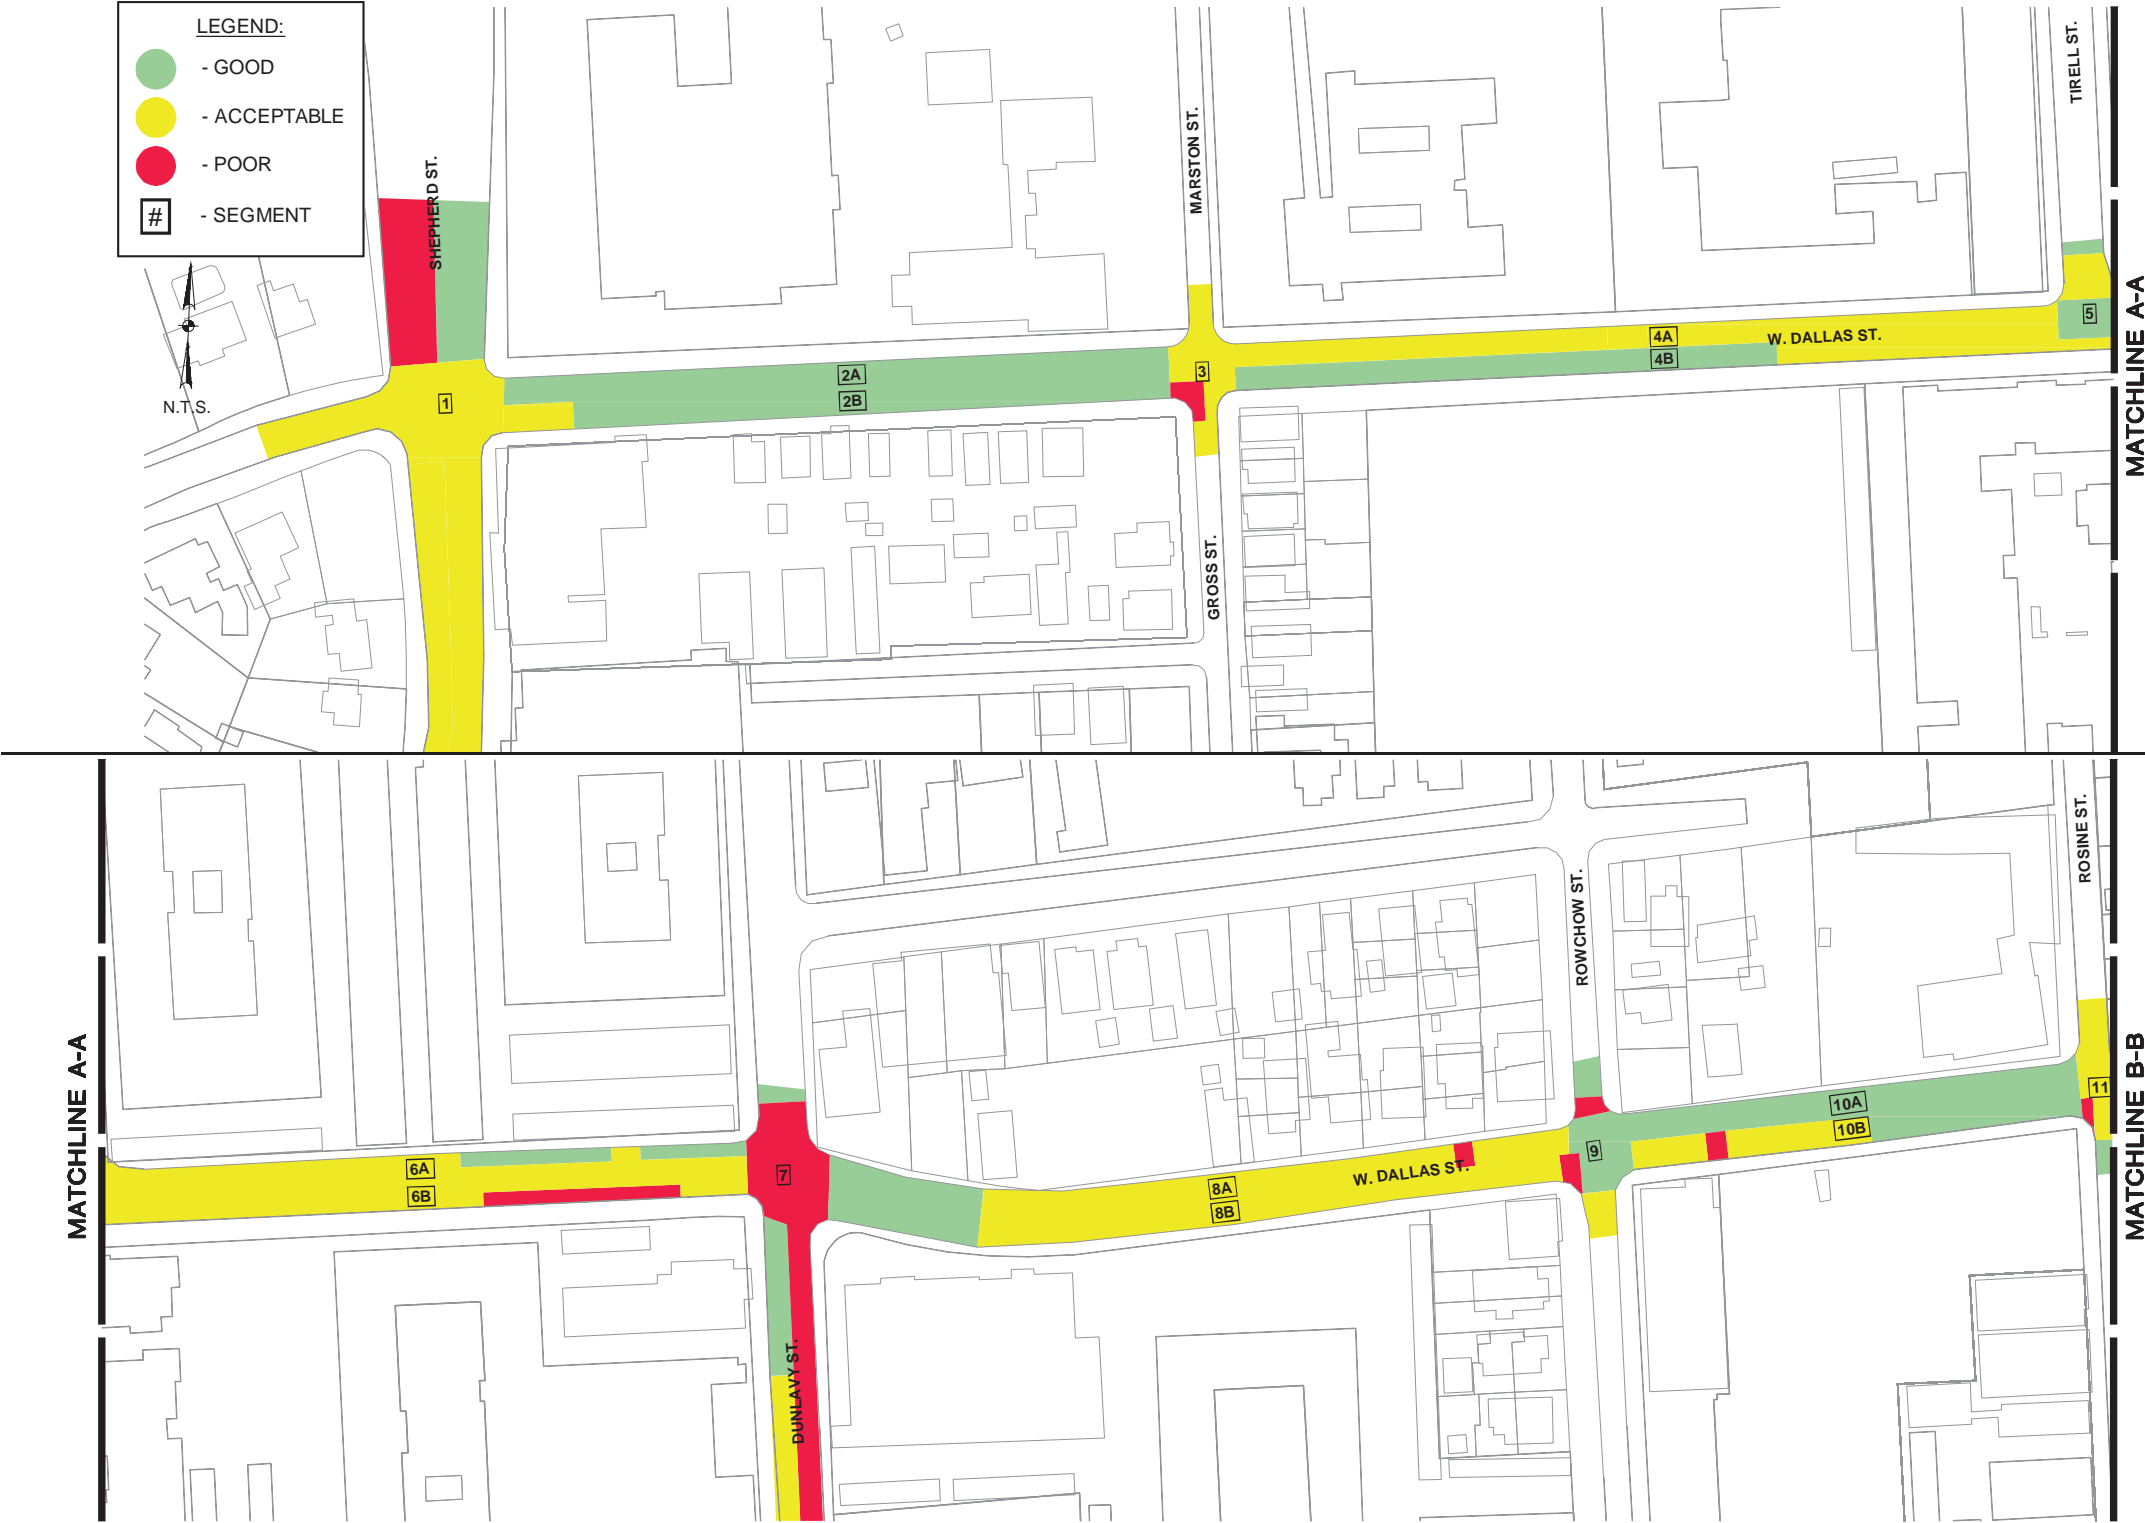 LEGEND:
- GOOD
- ACCEPTABLE
- POOR
# - SEGMENT
N.T.S.
SHEPHERD ST.
MARSTON ST.
TIRELL ST.
GROSS ST.
1
2A
2B
3
4A
4B
W. DALLAS ST.
5
MATCHLINE A-A
MATCHLINE A-A
6A
6B
7
DUNLAVY ST.
8A
8B
W. DALLAS ST.
ROWCHOW ST.
9
10A
10B
ROSINE ST.
11
MATCHLINE B-B